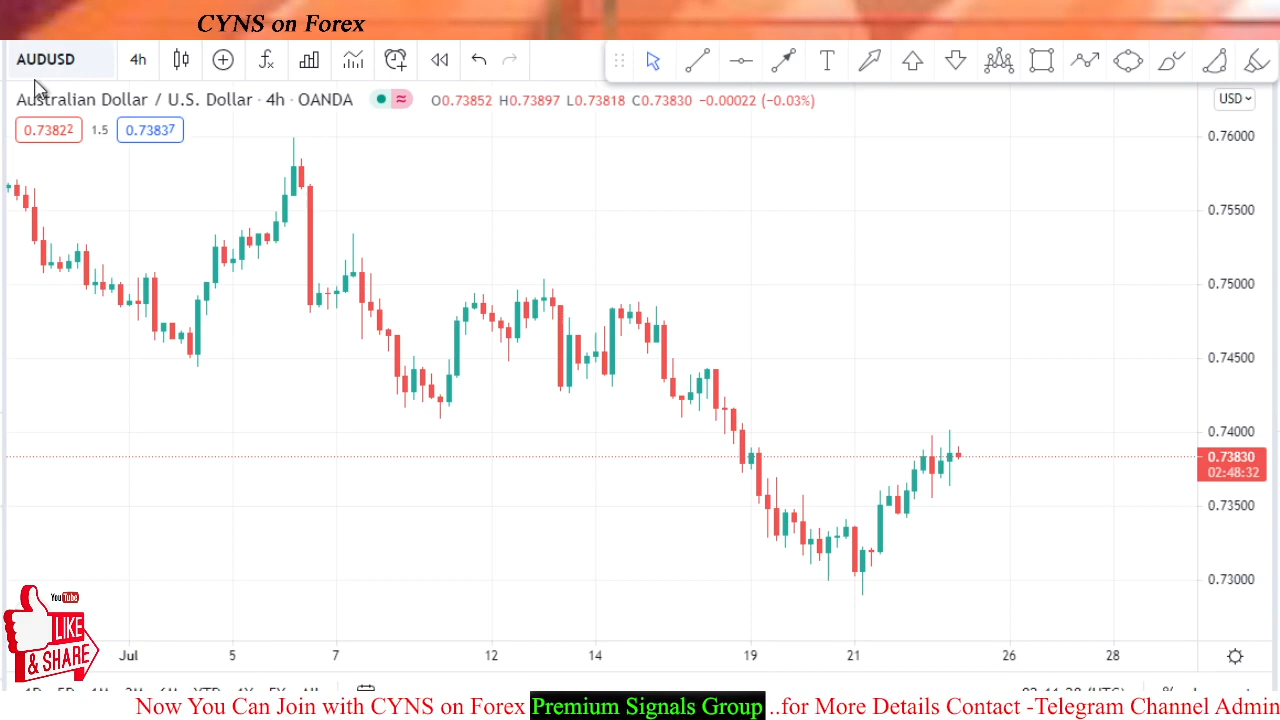 CYNS on Forex
AUDUSD 4h
Australian Dollar / U.S. Dollar · 4h · OANDA O0.73852 H0.73897 L0.73818 C0.73830 −0.00022 (−0.03%) USD
0.73822 1.5 0.73837
0.76000
0.75500
0.75000
0.74500
0.74000
0.73830
02:48:32
0.73500
0.73000
YouTube
LIKE
& SHARE
Jul 5 7 12 14 19 21 26 28
Now You Can Join with CYNS on Forex Premium Signals Group ..for More Details Contact -Telegram Channel Admin